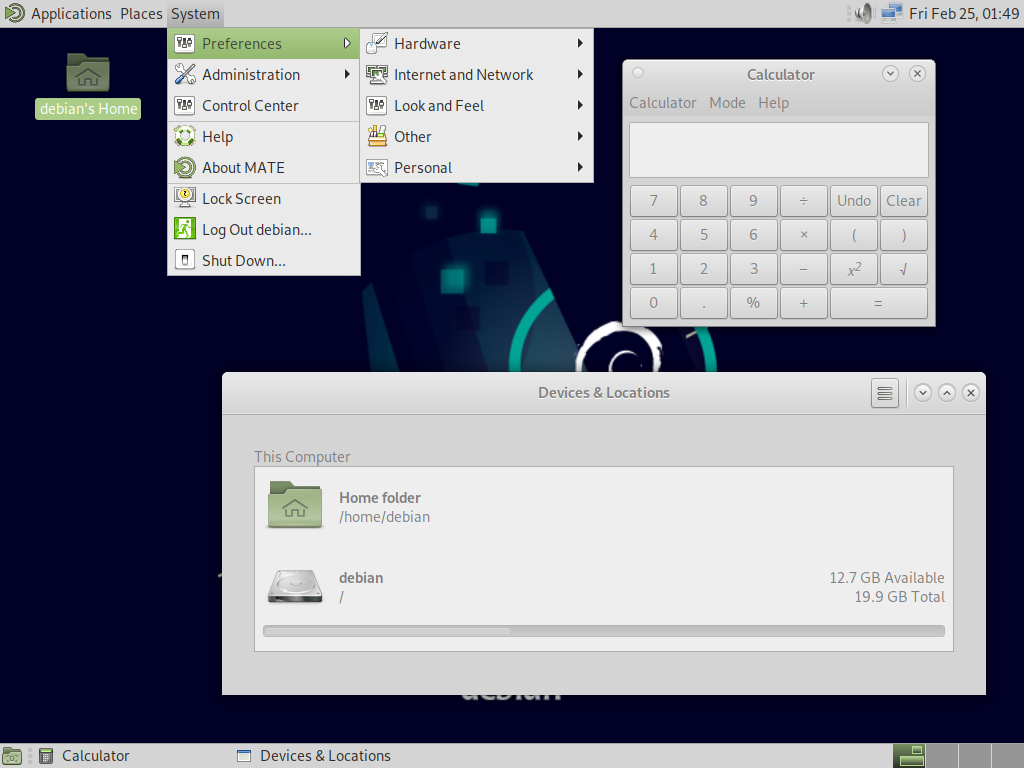 Applications Places System
Fri Feb 25, 01:49
debian's Home
Preferences
Administration
Control Center
Help
About MATE
Lock Screen
Log Out debian...
Shut Down...
Hardware
Internet and Network
Look and Feel
Other
Personal
Calculator
Calculator Mode Help
7 8 9 ÷ Undo Clear
4 5 6 × ( )
1 2 3 − x² √
0 . % + =
Devices & Locations
This Computer
Home folder
/home/debian
debian
/
12.7 GB Available
19.9 GB Total
debian
Calculator
Devices & Locations